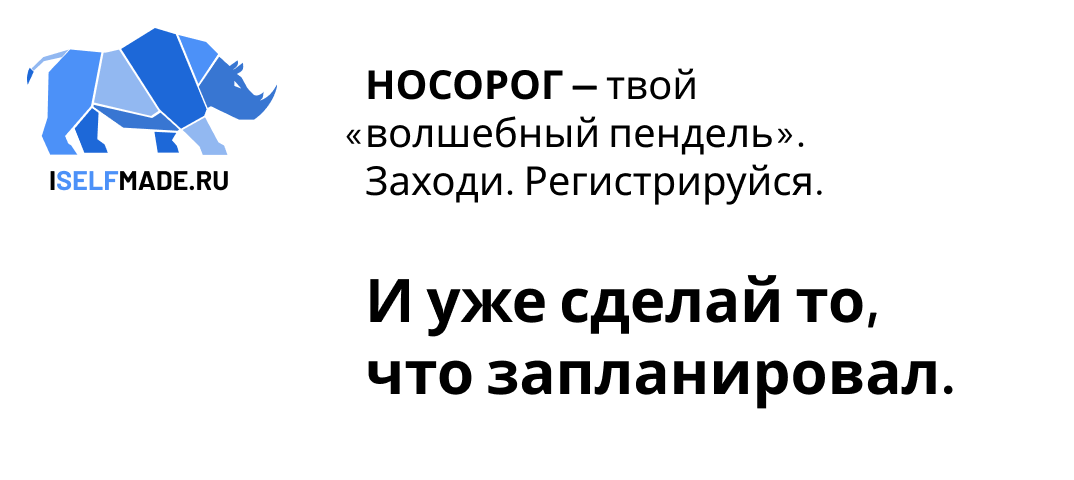 ISELFMADE.RU
НОСОРОГ — твой
«волшебный пендель».
Заходи. Регистрируйся.
И уже сделай то,
что запланировал.